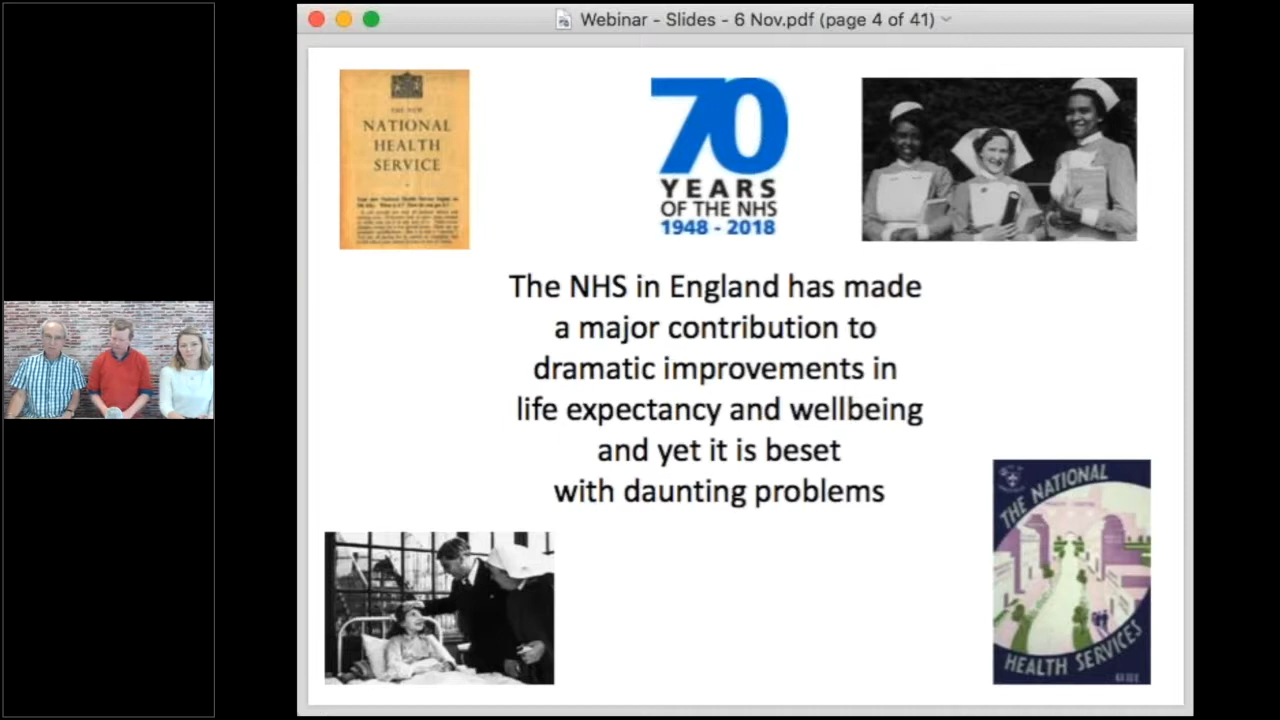 Webinar - Slides - 6 Nov.pdf (page 4 of 41)
THE NEW
NATIONAL
HEALTH
SERVICE
70
YEARS
OF THE NHS
1948 - 2018
The NHS in England has made
a major contribution to
dramatic improvements in
life expectancy and wellbeing
and yet it is beset
with daunting problems
THE NATIONAL
HEALTH SERVICES